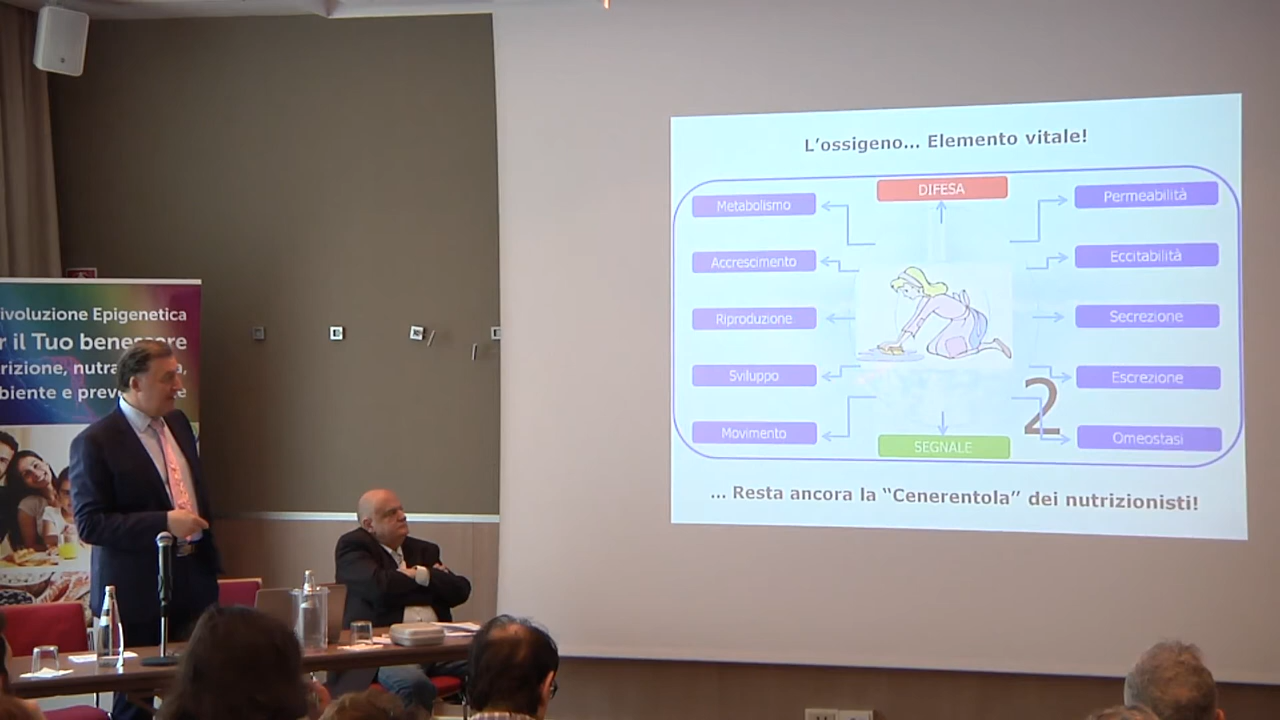 ivoluzione Epigenetica
r il Tuo benessere
rizione, nutra
biente e prev
L'ossigeno... Elemento vitale!
DIFESA
Metabolismo
Permeabilità
Accrescimento
Eccitabilità
Riproduzione
Secrezione
Sviluppo
Escrezione
2
Movimento
Omeostasi
SEGNALE
... Resta ancora la “Cenerentola” dei nutrizionisti!